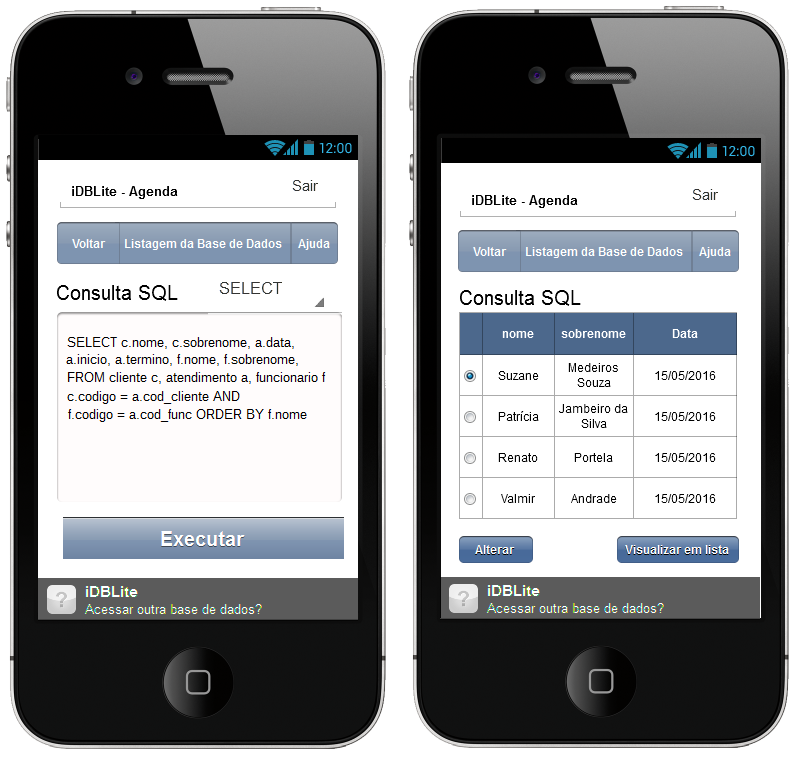 12:00
iDBLite - Agenda
Sair
Voltar
Listagem da Base de Dados
Ajuda
Consulta SQL
SELECT
SELECT c.nome, c.sobrenome, a.data,
a.inicio, a.termino, f.nome, f.sobrenome,
FROM cliente c, atendimento a, funcionario f
c.codigo = a.cod_cliente AND
f.codigo = a.cod_func ORDER BY f.nome
Executar
?
iDBLite
Acessar outra base de dados?
12:00
iDBLite - Agenda
Sair
Voltar
Listagem da Base de Dados
Ajuda
Consulta SQL
nome sobrenome Data
Suzane Medeiros Souza 15/05/2016
Patrícia Jambeiro da Silva 15/05/2016
Renato Portela 15/05/2016
Valmir Andrade 15/05/2016
Alterar
Visualizar em lista
?
iDBLite
Acessar outra base de dados?